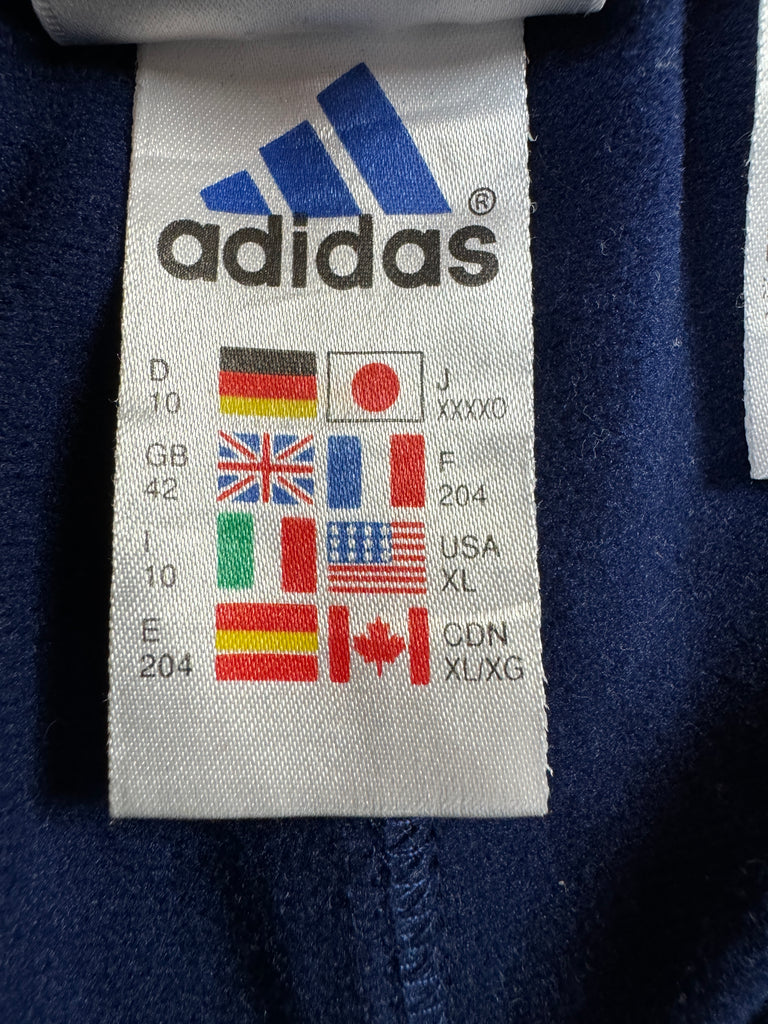 adidas®
D
10
J
XXXXO
GB
42
F
204
I
10
USA
XL
E
204
CDN
XL/XG